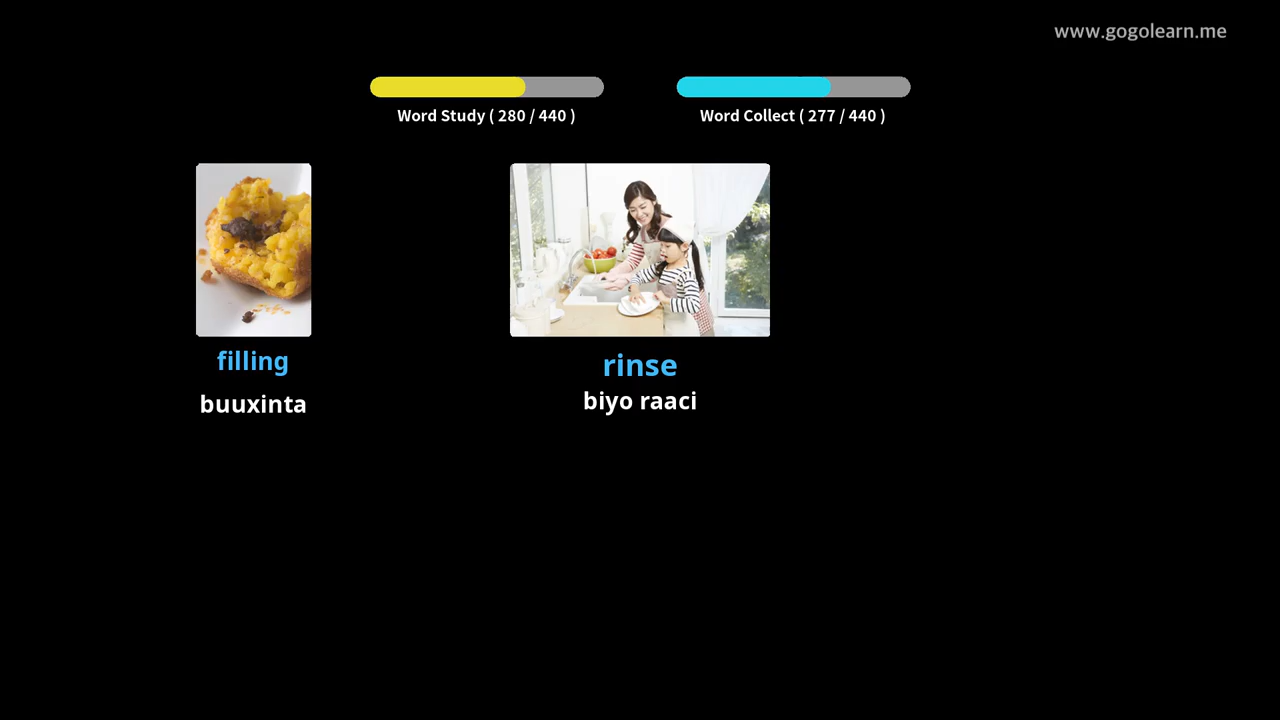 www.gogolearn.me
Word Study ( 280 / 440 )
Word Collect ( 277 / 440 )
filling
buuxinta
rinse
biyo raaci